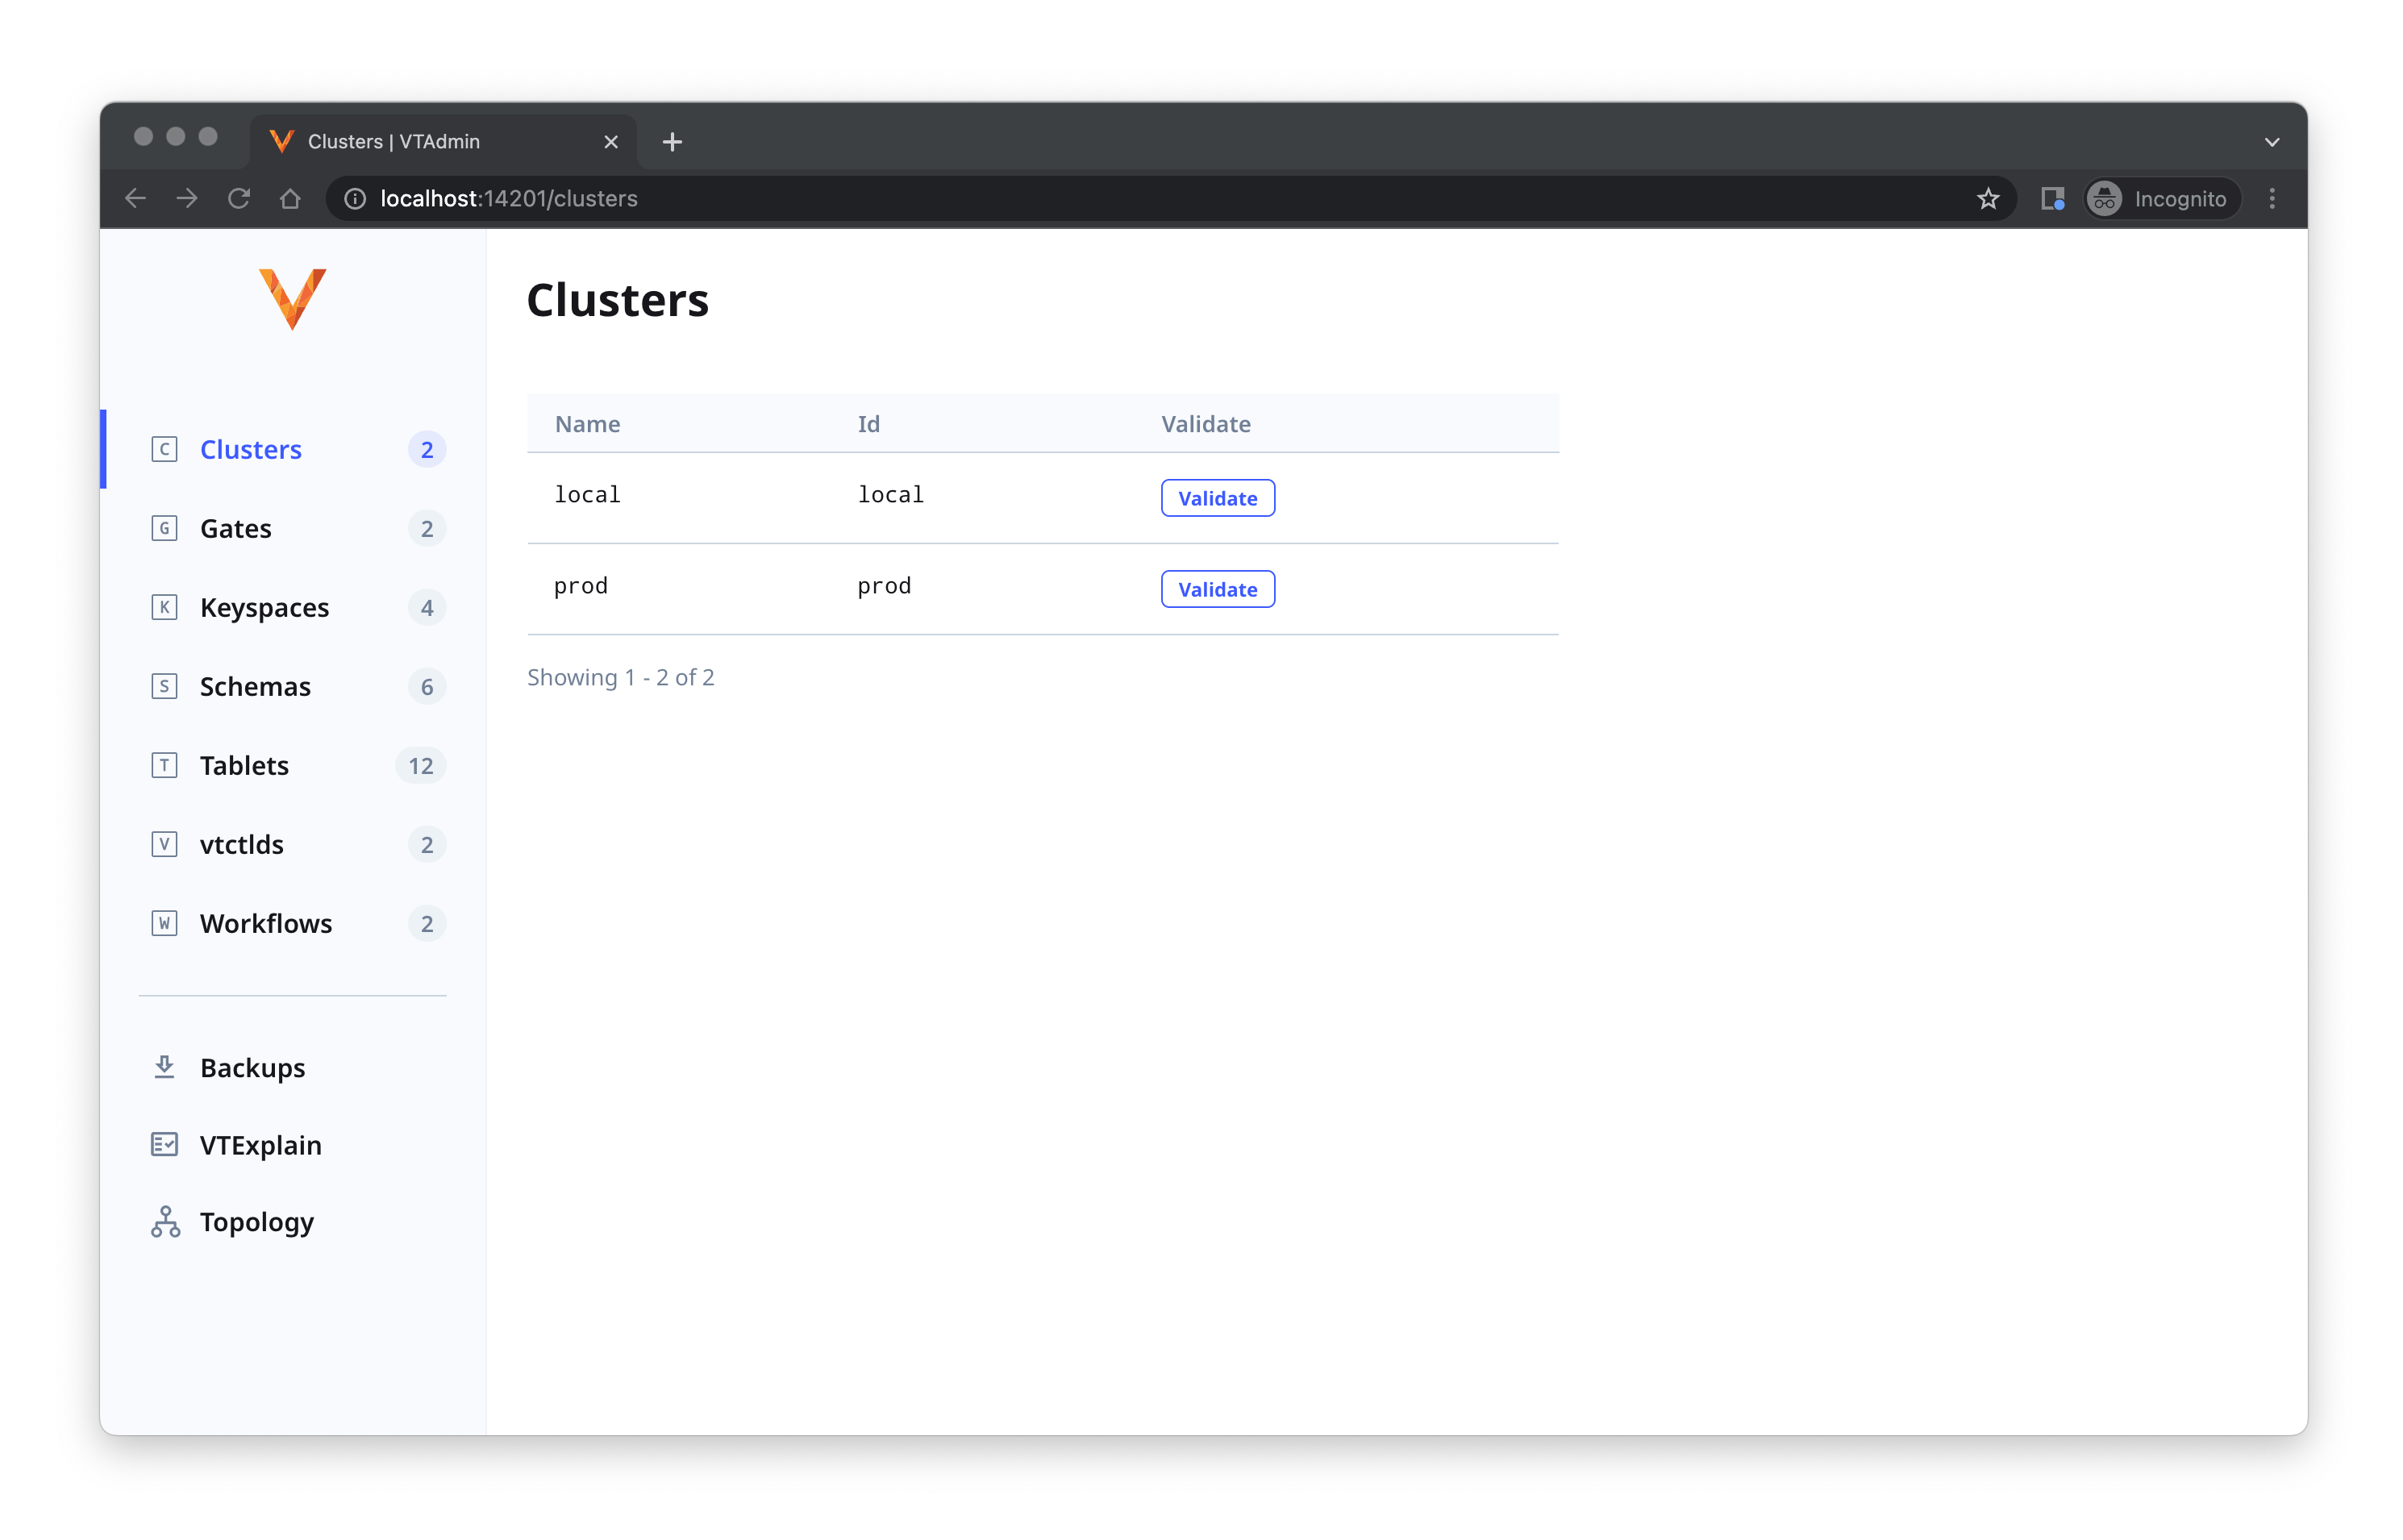 Clusters | VTAdmin
localhost:14201/clusters
Incognito
C Clusters 2
G Gates 2
K Keyspaces 4
S Schemas 6
T Tablets 12
V vtctlds 2
W Workflows 2
Backups
VTExplain
Topology
Clusters
Name Id Validate
local local Validate
prod prod Validate
Showing 1 - 2 of 2